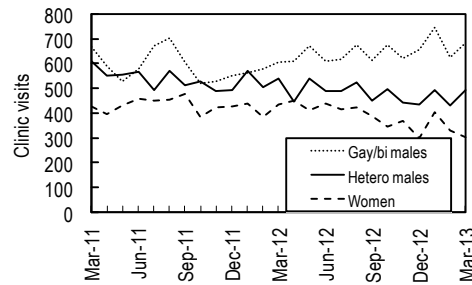 800
700
600
500
400
300
200
100
0
Clinic visits
Gay/bi males
Hetero males
Women
Mar-11
Jun-11
Sep-11
Dec-11
Mar-12
Jun-12
Sep-12
Dec-12
Mar-13